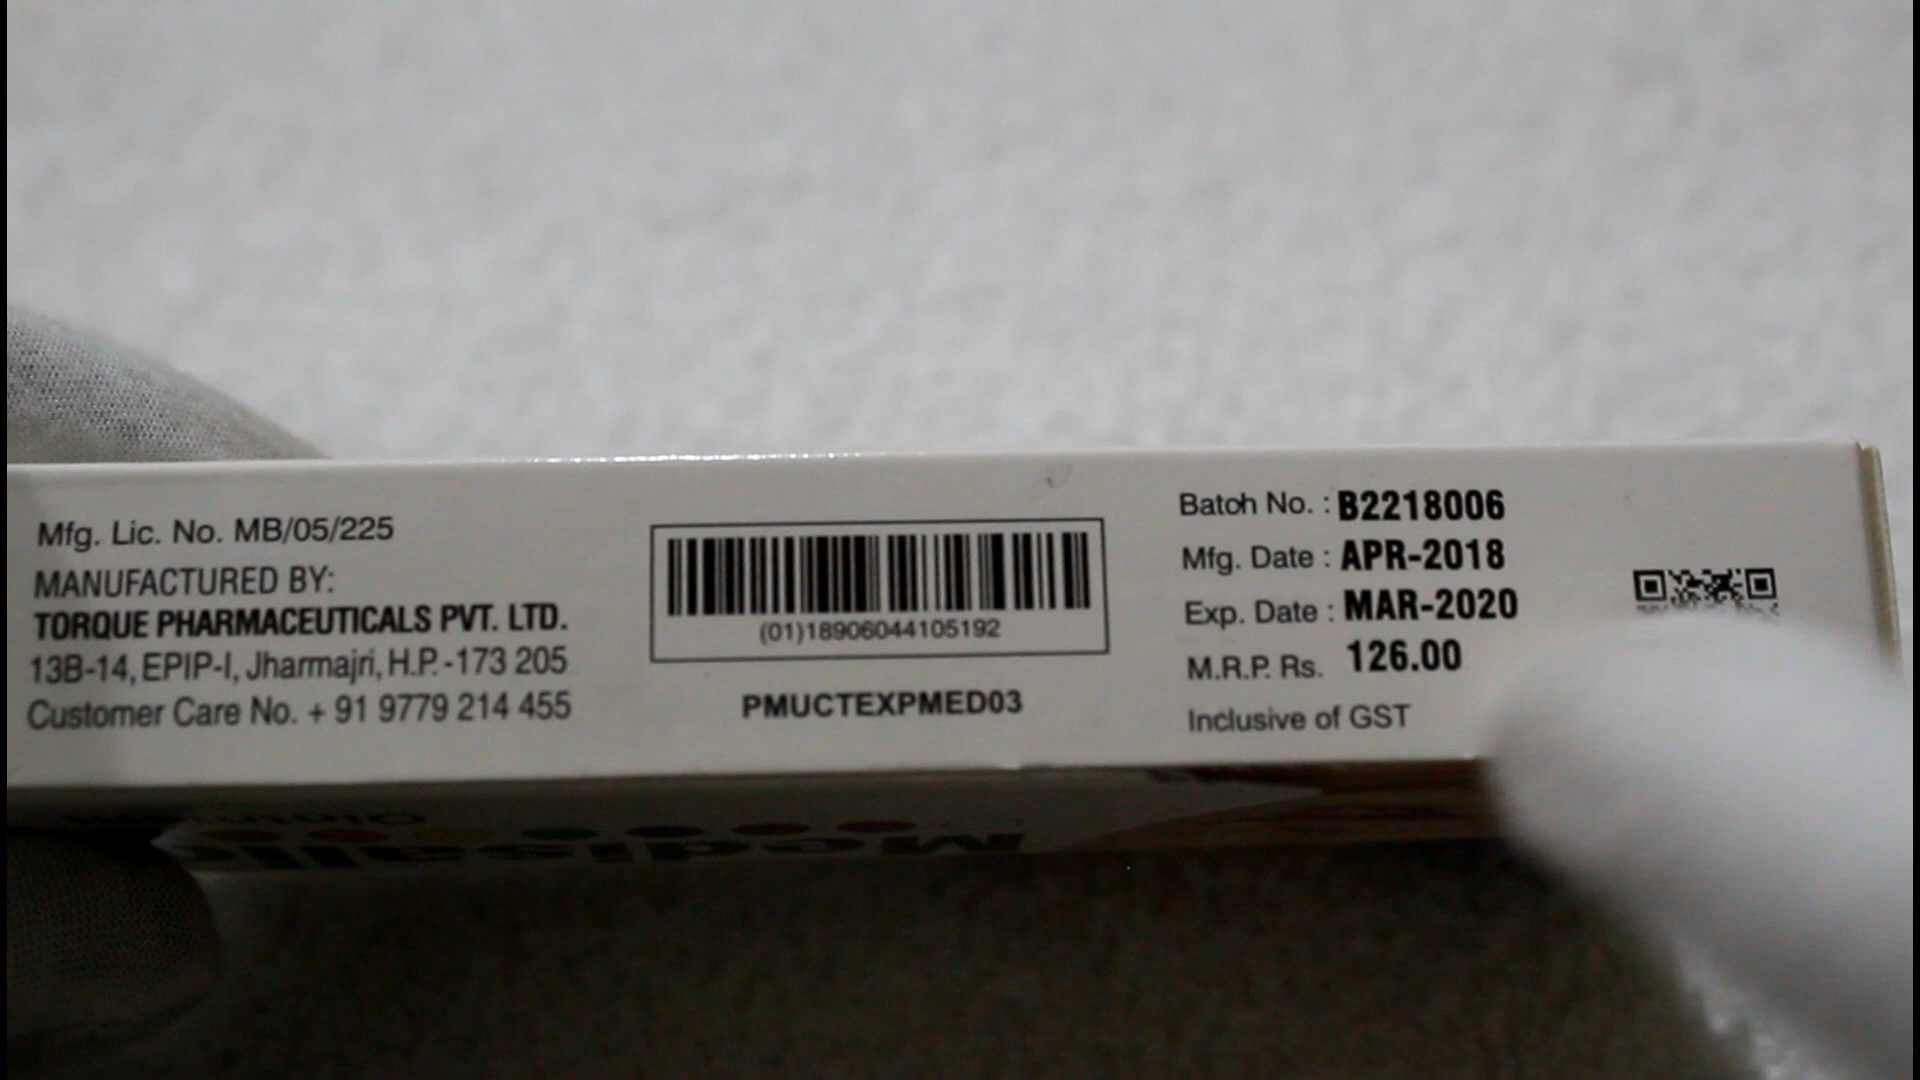 Mfg. Lic. No. MB/05/225
MANUFACTURED BY:
TORQUE PHARMACEUTICALS PVT. LTD.
13B-14, EPIP-I, Jharmajri, H.P.-173 205
Customer Care No. + 91 9779 214 455
(01)18906044105192
PMUCTEXPMED03
Batch No. : B2218006
Mfg. Date : APR-2018
Exp. Date : MAR-2020
M.R.P. Rs. 126.00
Inclusive of GST